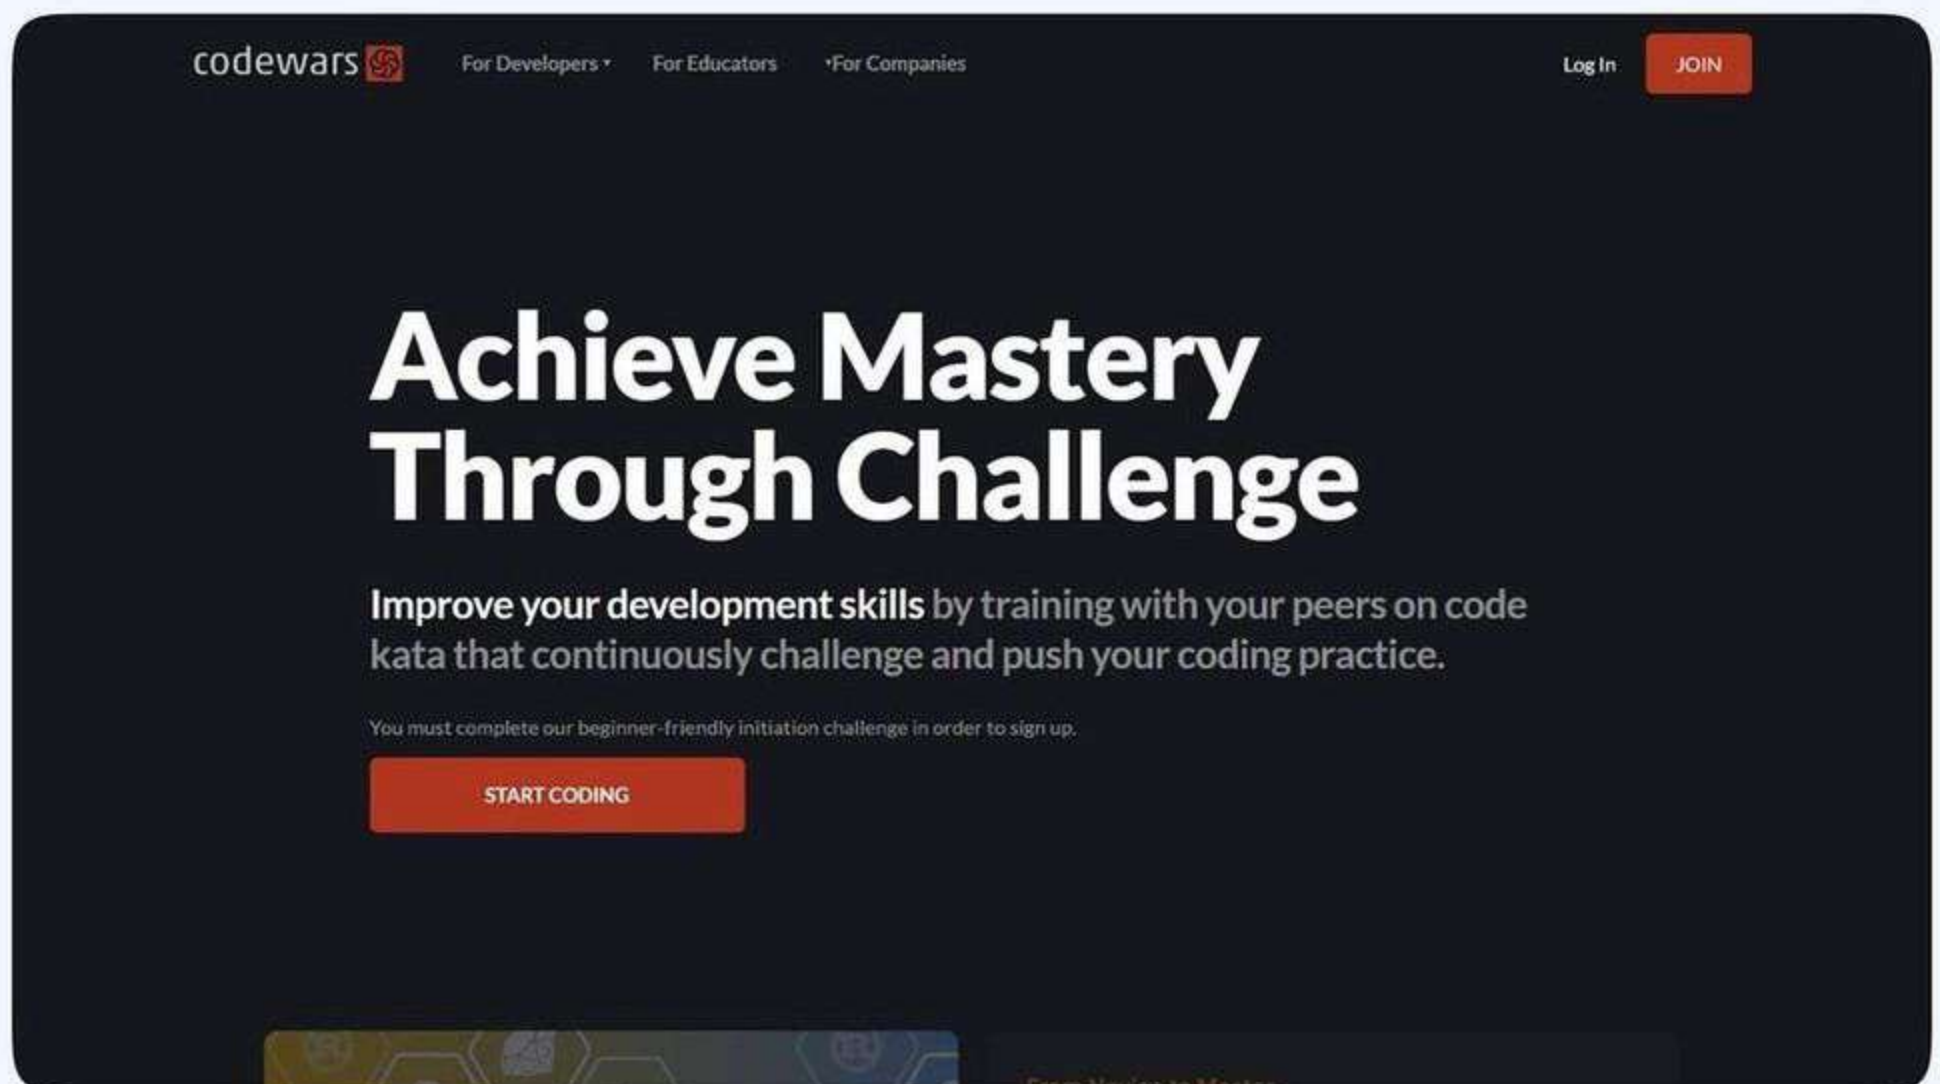 codewars
For Developers ▾
For Educators
▾For Companies
Log In
JOIN
Achieve Mastery
Through Challenge
Improve your development skills by training with your peers on code
kata that continuously challenge and push your coding practice.
You must complete our beginner-friendly initiation challenge in order to sign up.
START CODING